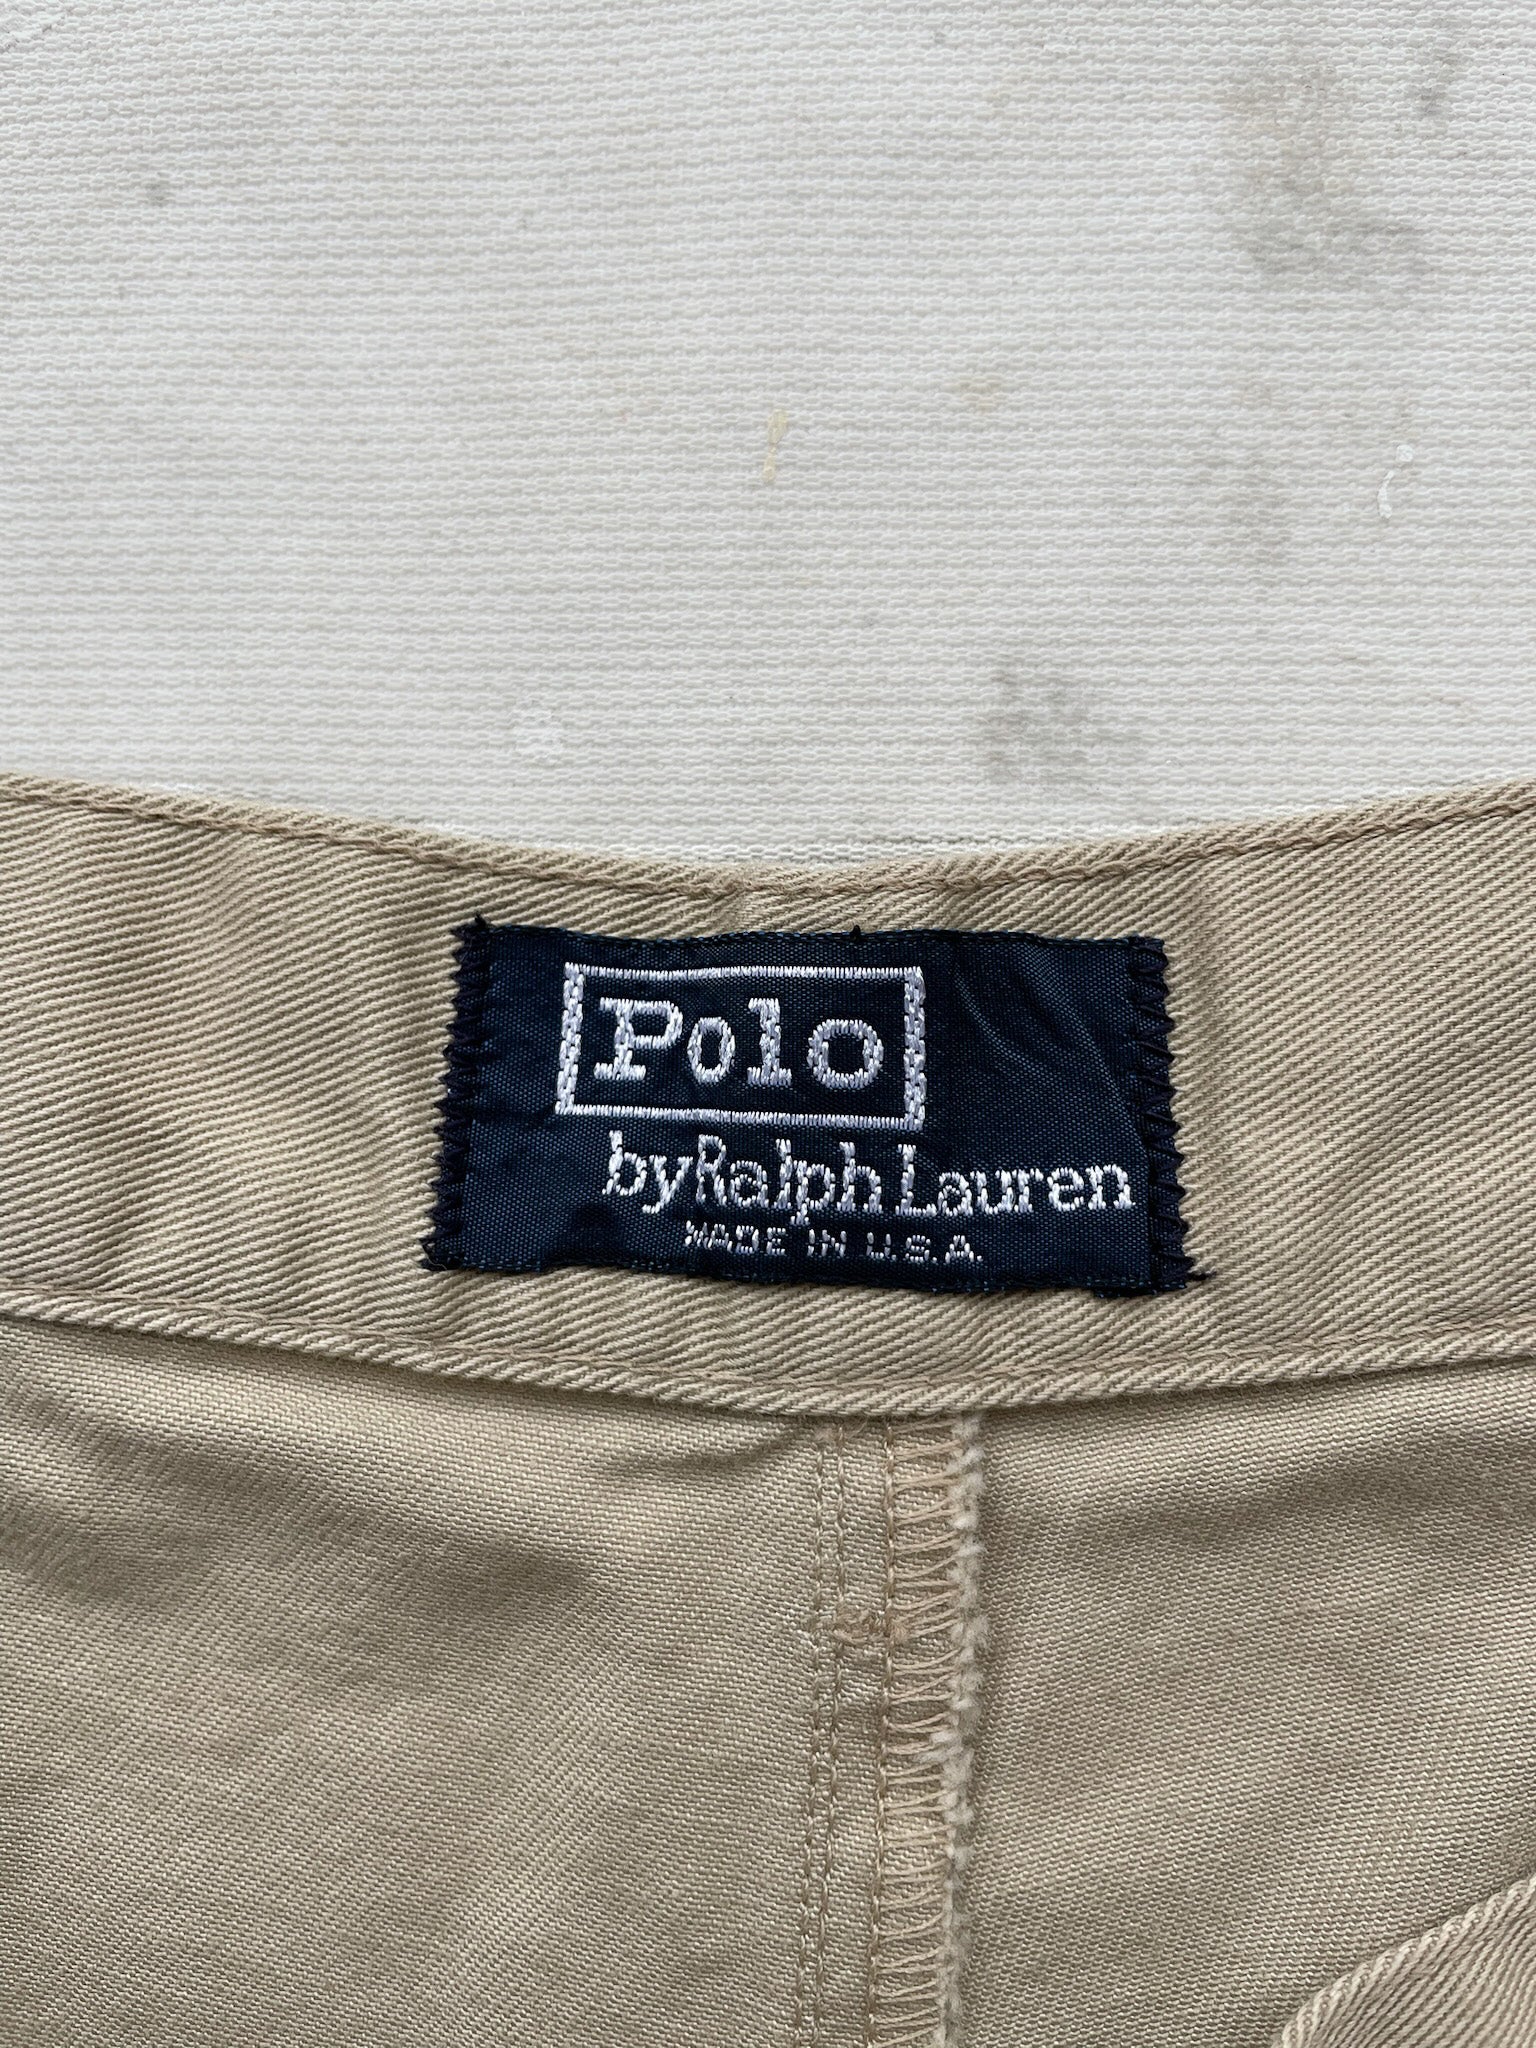 Polo
by Ralph Lauren
MADE IN U.S.A.